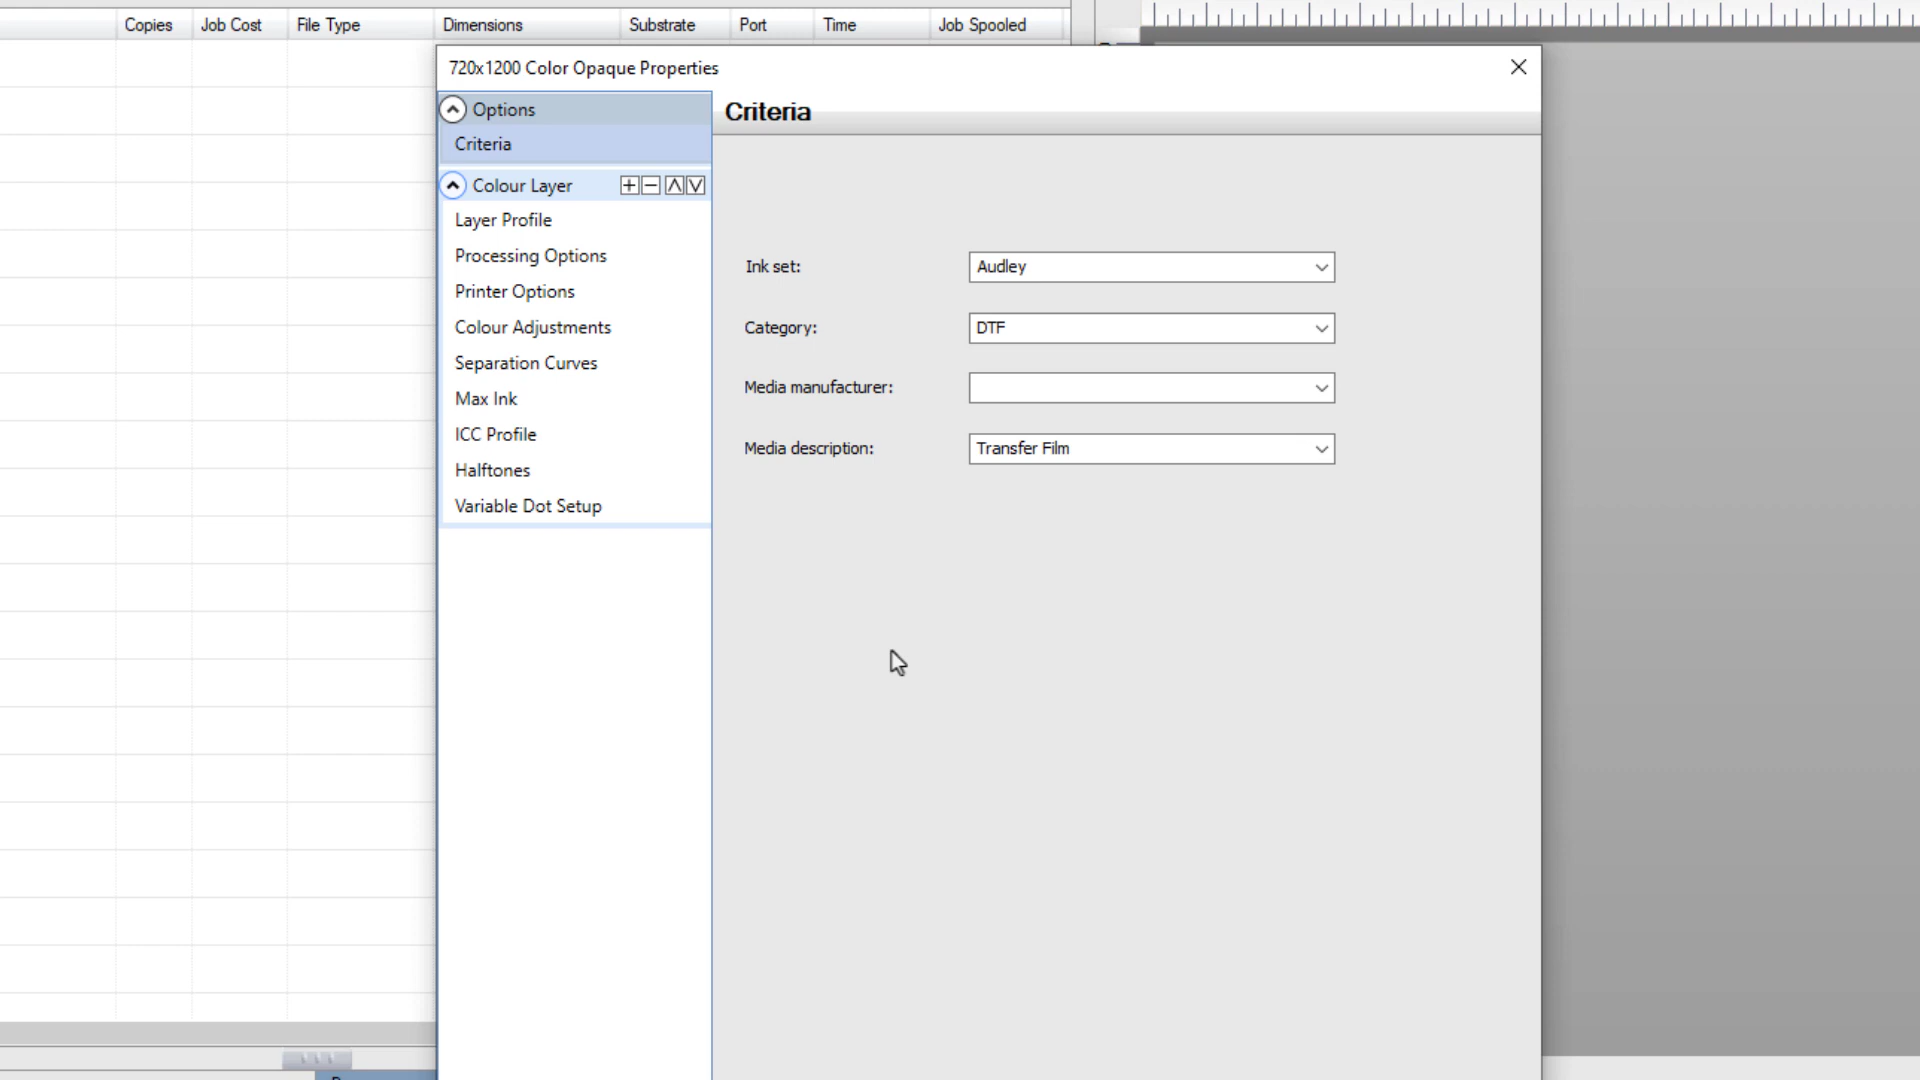 Copies Job Cost File Type Dimensions Substrate Port Time Job Spooled
720x1200 Color Opaque Properties
Options
Criteria
Criteria
Colour Layer
Layer Profile
Processing Options
Printer Options
Colour Adjustments
Separation Curves
Max Ink
ICC Profile
Halftones
Variable Dot Setup
Ink set: Audley
Category: DTF
Media manufacturer:
Media description: Transfer Film